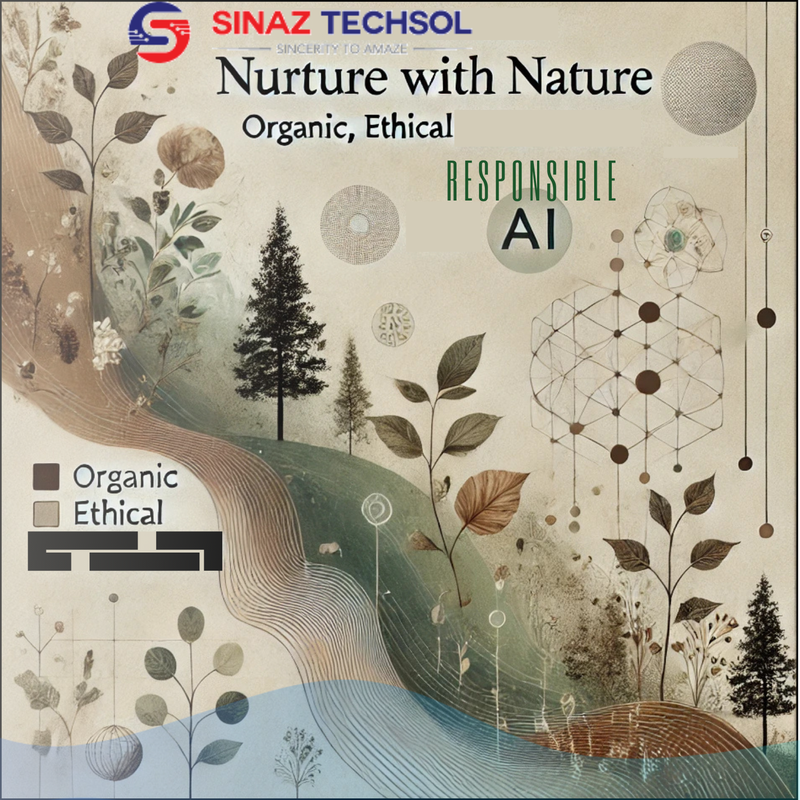 SINAZ TECHSOL
SINCERITY TO AMAZE
Nurture with Nature
Organic, Ethical
RESPONSIBLE
AI
Organic
Ethical